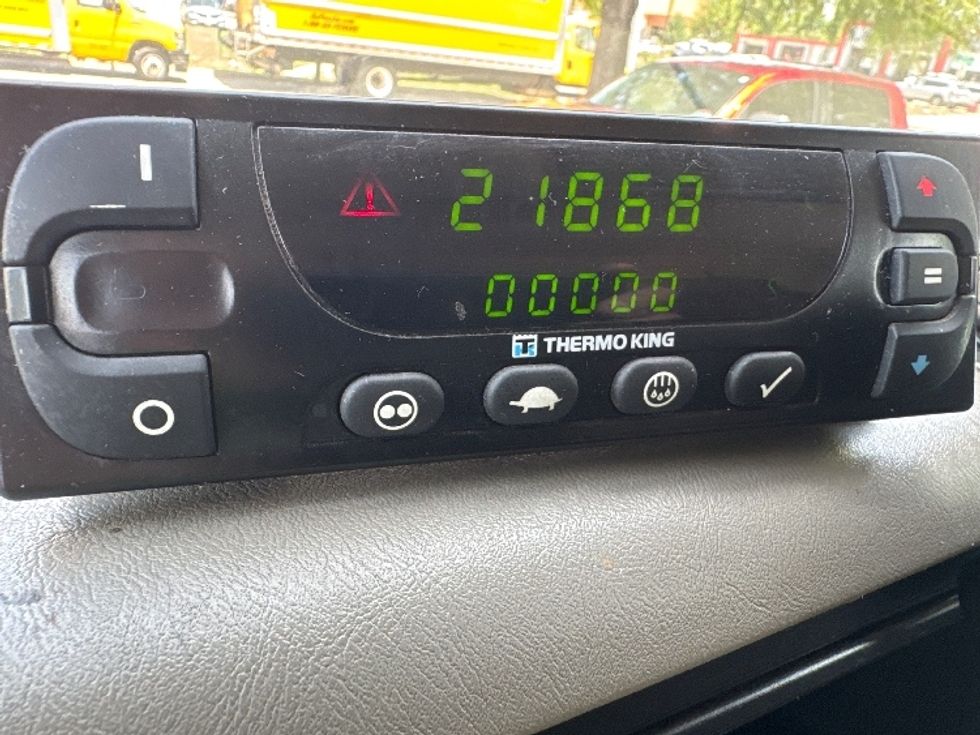 21868
00000
THERMO KING